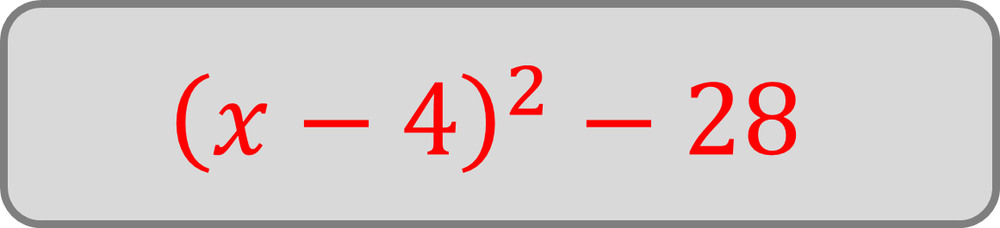 (x − 4)² − 28